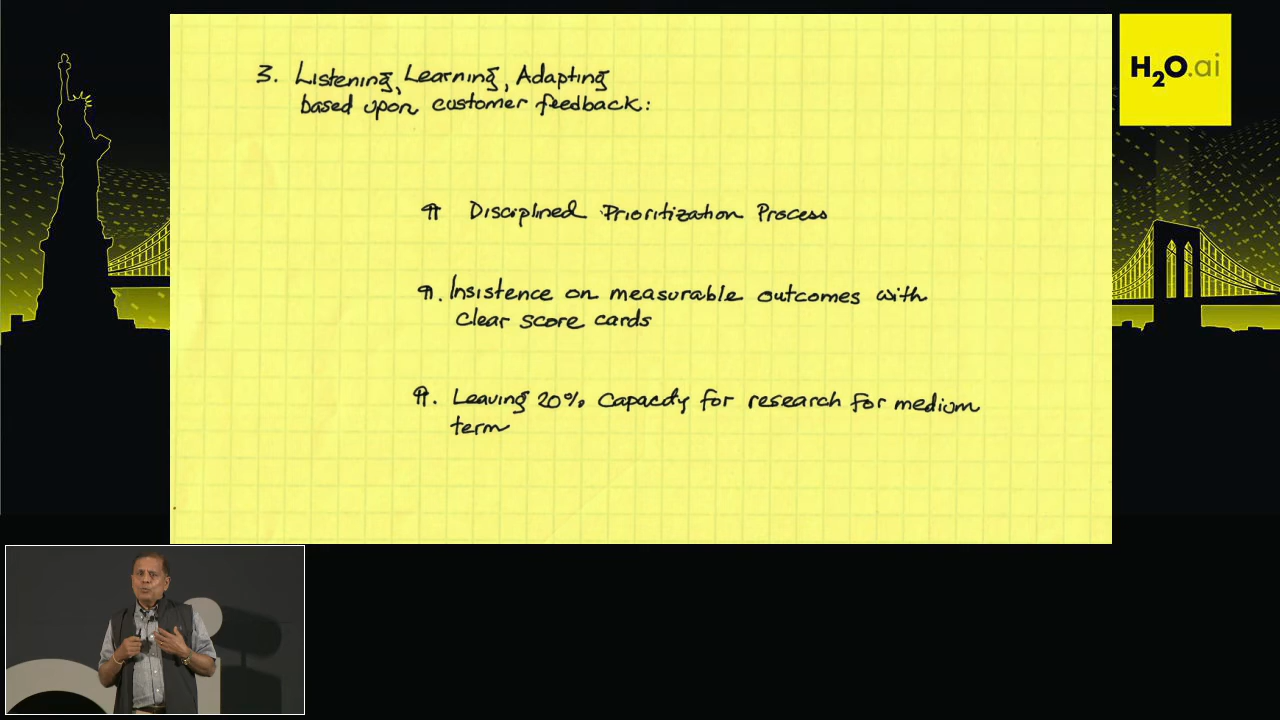 3. Listening, Learning, Adapting
based upon customer feedback:
Disciplined Prioritization Process
Insistence on measurable outcomes with
clear score cards
Leaving 20% capacity for research for medium
term
H2O.ai